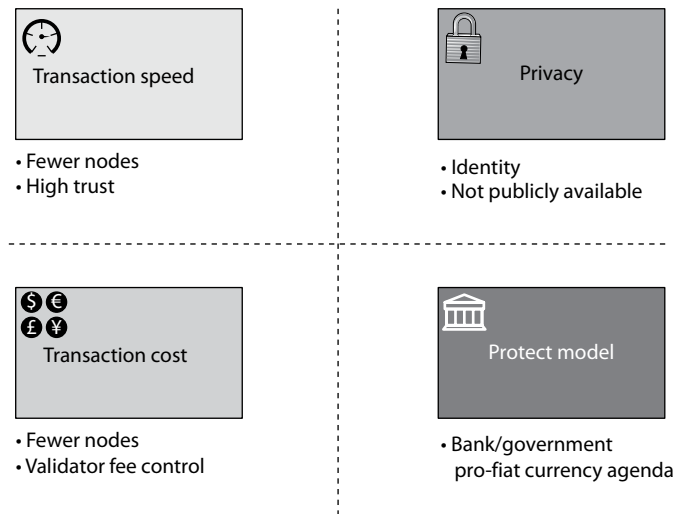 Transaction speed
• Fewer nodes
• High trust
Privacy
• Identity
• Not publicly available
$ €
£ ¥
Transaction cost
• Fewer nodes
• Validator fee control
Protect model
• Bank/government
pro-fiat currency agenda